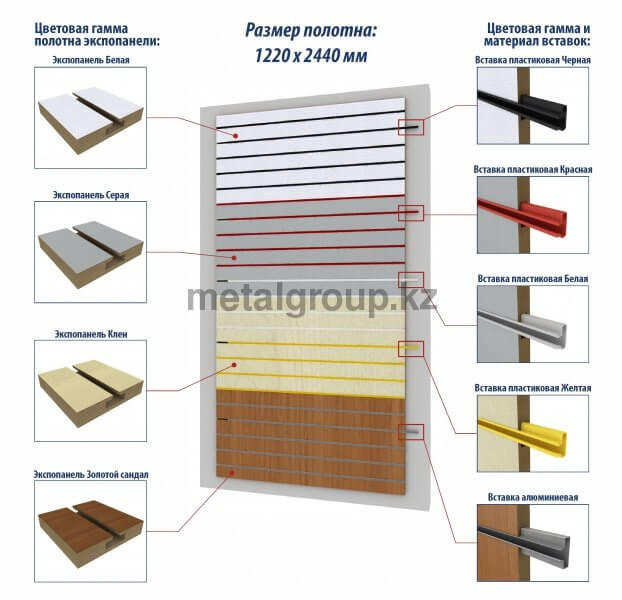 Цветовая гамма
полотна экспопанели:
Экспопанель Белая
Экспопанель Серая
Экспопанель Клен
Экспопанель Золотой сандал
Размер полотна:
1220 х 2440 мм
metalgroup.kz
Цветовая гамма и
материал вставок:
Вставка пластиковая Черная
Вставка пластиковая Красная
Вставка пластиковая Белая
Вставка пластиковая Желтая
Вставка алюминиевая